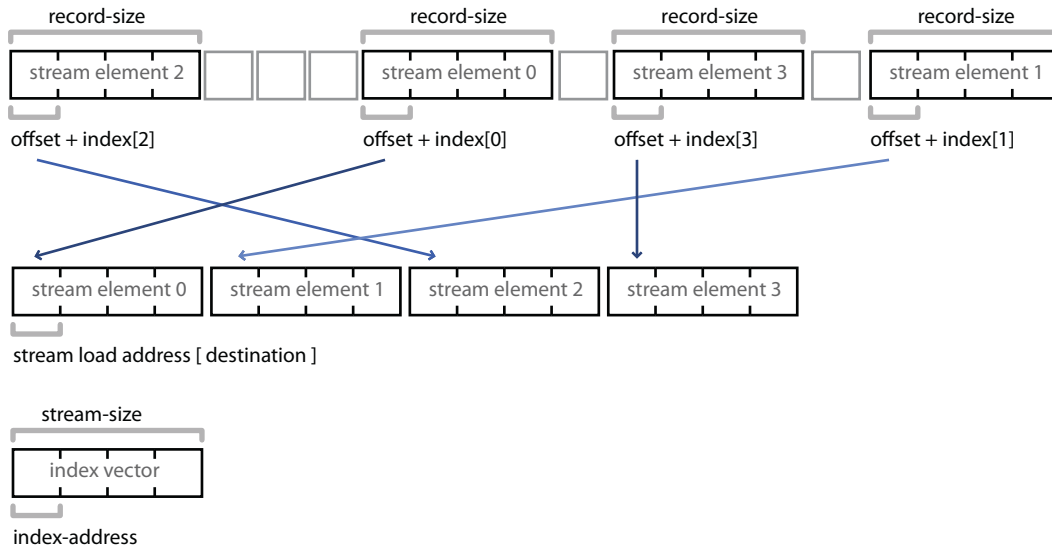 record-size record-size record-size record-size
stream element 2 stream element 0 stream element 3 stream element 1
offset + index[2] offset + index[0] offset + index[3] offset + index[1]
stream element 0 stream element 1 stream element 2 stream element 3
stream load address [ destination ]
stream-size
index vector
index-address